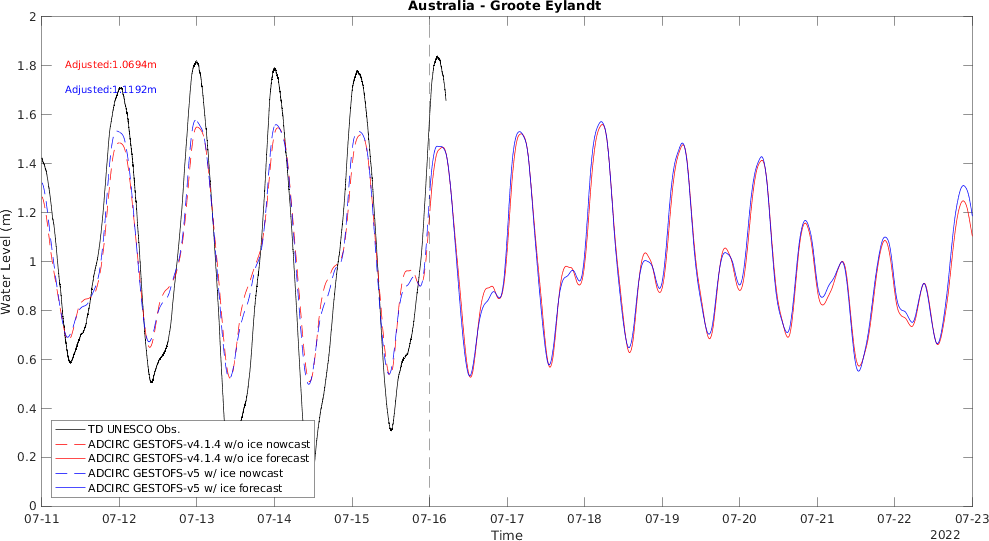 Australia - Groote Eylandt
2
1.8
1.6
1.4
1.2
1
0.8
0.6
0.4
0.2
0
Water Level (m)
Adjusted:1.0694m
Adjusted:1.1192m
TD UNESCO Obs.
ADCIRC GESTOFS-v4.1.4 w/o ice nowcast
ADCIRC GESTOFS-v4.1.4 w/o ice forecast
ADCIRC GESTOFS-v5 w/ ice nowcast
ADCIRC GESTOFS-v5 w/ ice forecast
07-11 07-12 07-13 07-14 07-15 07-16 07-17 07-18 07-19 07-20 07-21 07-22 07-23
Time
2022